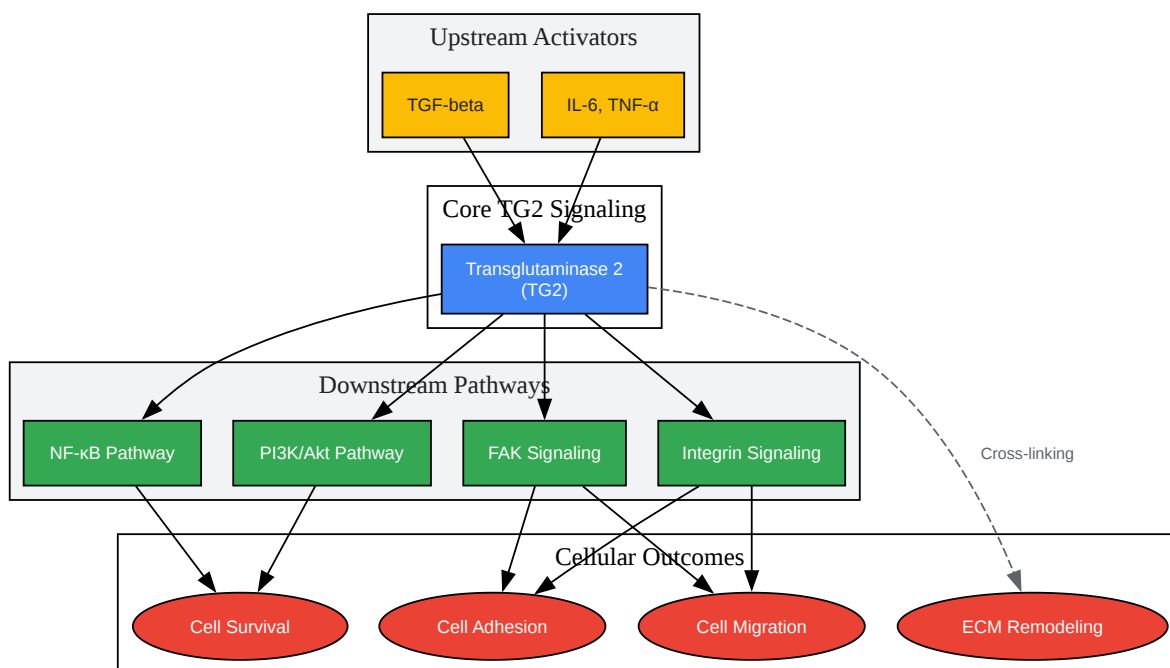 Upstream Activators
TGF-beta
IL-6, TNF-α
Core TG2 Signaling
Transglutaminase 2
(TG2)
Downstream Pathways
NF-κB Pathway
PI3K/Akt Pathway
FAK Signaling
Integrin Signaling
Cross-linking
Cellular Outcomes
Cell Survival
Cell Adhesion
Cell Migration
ECM Remodeling